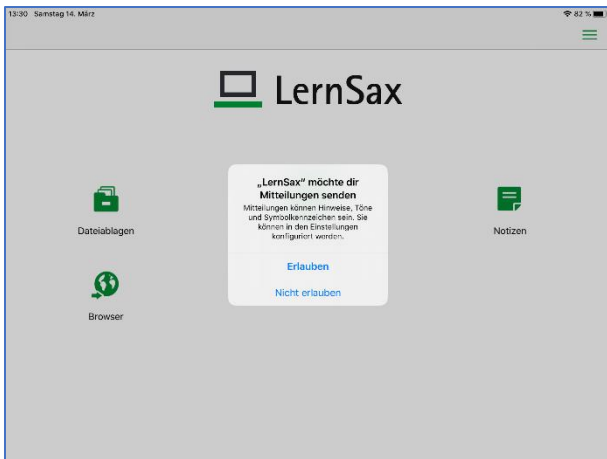 13:30 Samstag 14. März 82 %
LernSax
„LernSax“ möchte dir
Mitteilungen senden
Mitteilungen können Hinweise, Töne
und Symbolkennzeichen sein. Sie
können in den Einstellungen
konfiguriert werden.
Erlauben
Nicht erlauben
Dateiablagen
Notizen
Browser